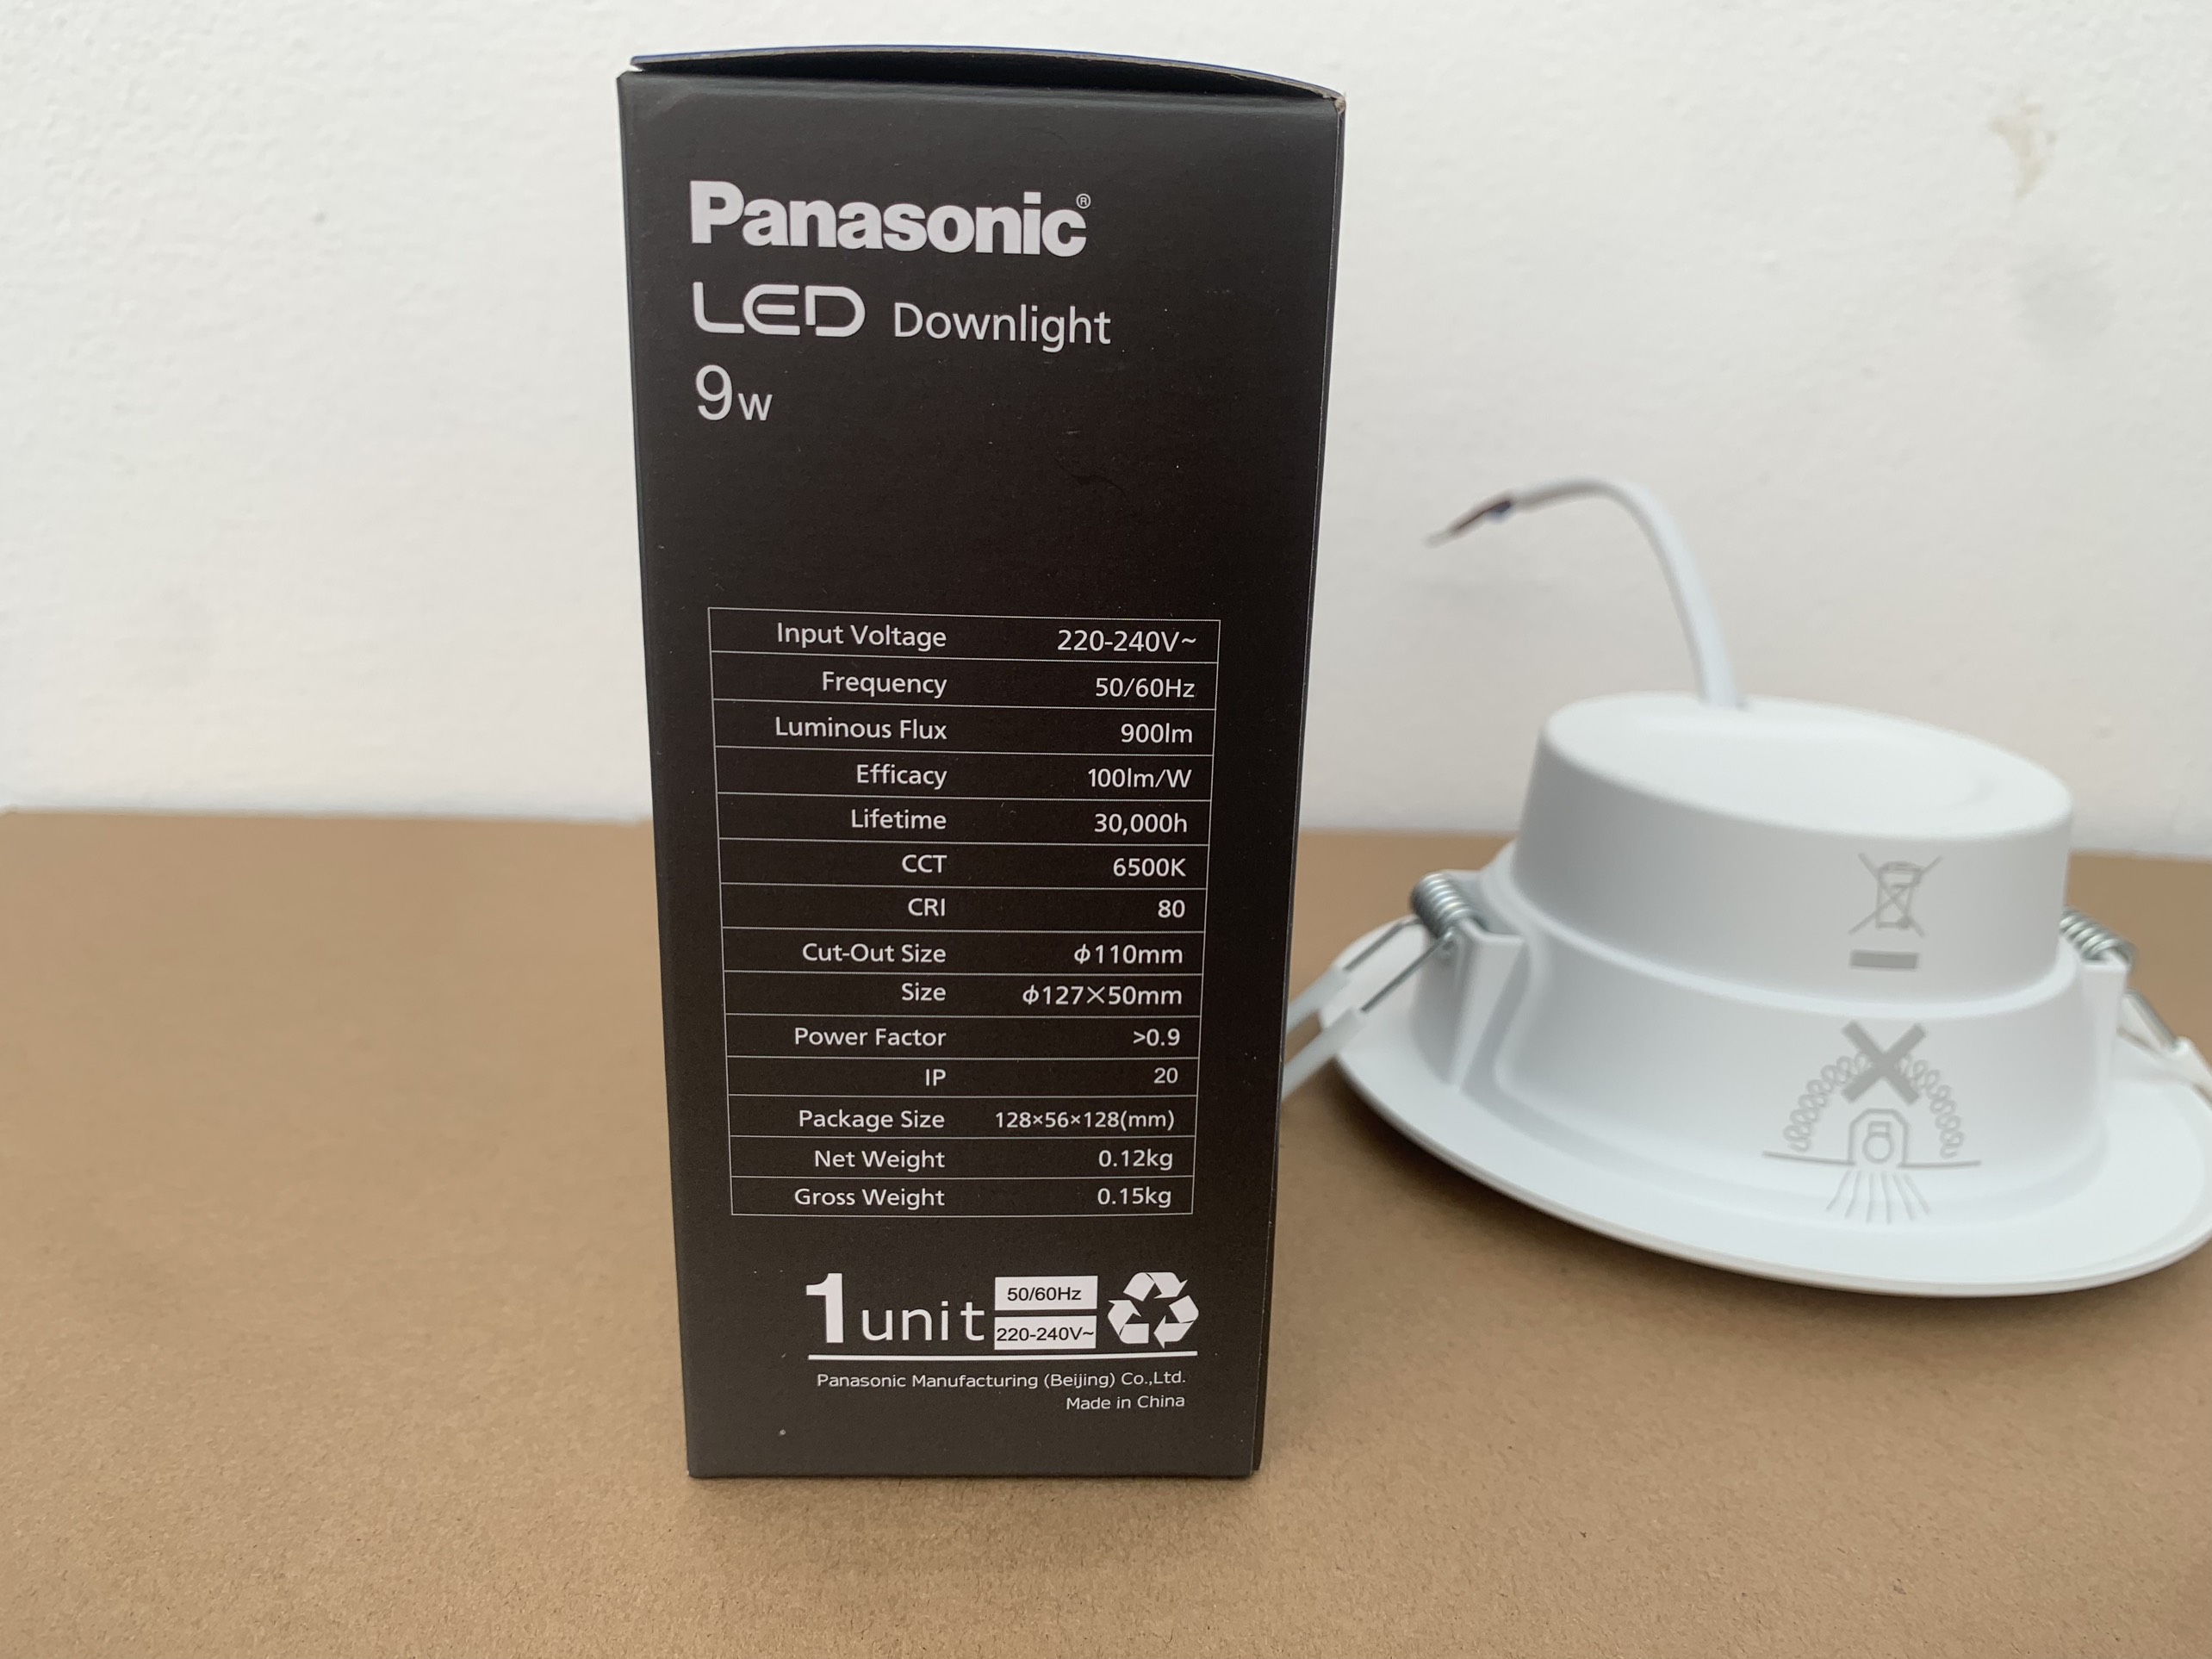 Panasonic®
LED Downlight
9w
Input Voltage 220-240V~
Frequency 50/60Hz
Luminous Flux 900lm
Efficacy 100lm/W
Lifetime 30,000h
CCT 6500K
CRI 80
Cut-Out Size ϕ110mm
Size ϕ127×50mm
Power Factor >0.9
IP 20
Package Size 128×56×128(mm)
Net Weight 0.12kg
Gross Weight 0.15kg
1 unit 50/60Hz
220-240V~
Panasonic Manufacturing (Beijing) Co.,Ltd.
Made in China